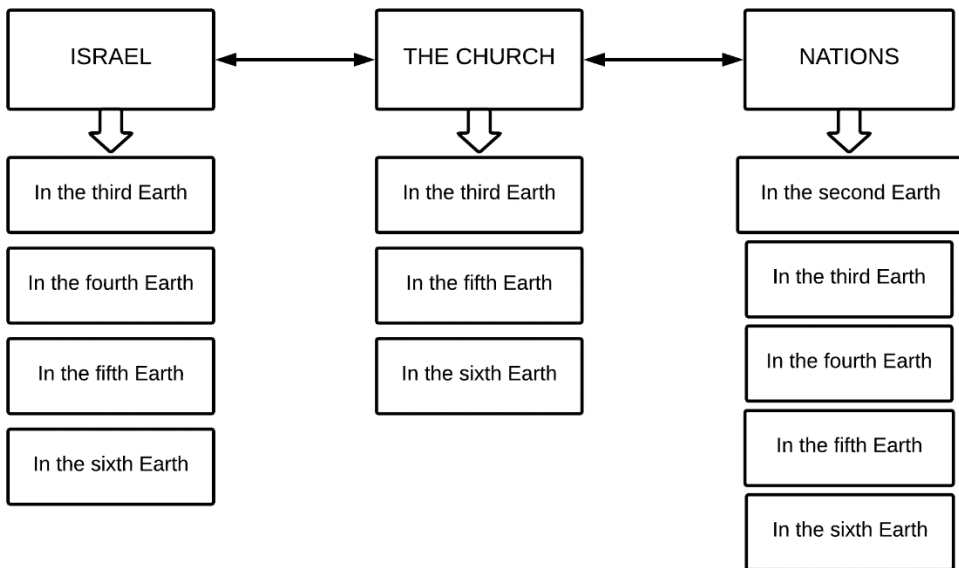 ISRAEL
THE CHURCH
NATIONS
In the third Earth
In the third Earth
In the second Earth
In the fourth Earth
In the fifth Earth
In the third Earth
In the fifth Earth
In the sixth Earth
In the fourth Earth
In the sixth Earth
In the fifth Earth
In the sixth Earth